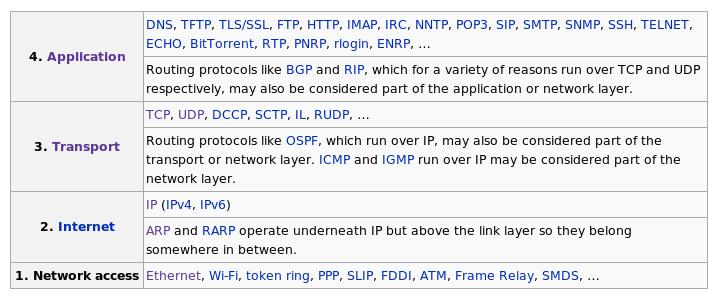 4. Application
DNS, TFTP, TLS/SSL, FTP, HTTP, IMAP, IRC, NNTP, POP3, SIP, SMTP, SNMP, SSH, TELNET,
ECHO, BitTorrent, RTP, PNRP, rlogin, ENRP, ...
Routing protocols like BGP and RIP, which for a variety of reasons run over TCP and UDP
respectively, may also be considered part of the application or network layer.
3. Transport
TCP, UDP, DCCP, SCTP, IL, RUDP, ...
Routing protocols like OSPF, which run over IP, may also be considered part of the
transport or network layer. ICMP and IGMP run over IP may be considered part of the
network layer.
2. Internet
IP (IPv4, IPv6)
ARP and RARP operate underneath IP but above the link layer so they belong
somewhere in between.
1. Network access
Ethernet, Wi-Fi, token ring, PPP, SLIP, FDDI, ATM, Frame Relay, SMDS, ...